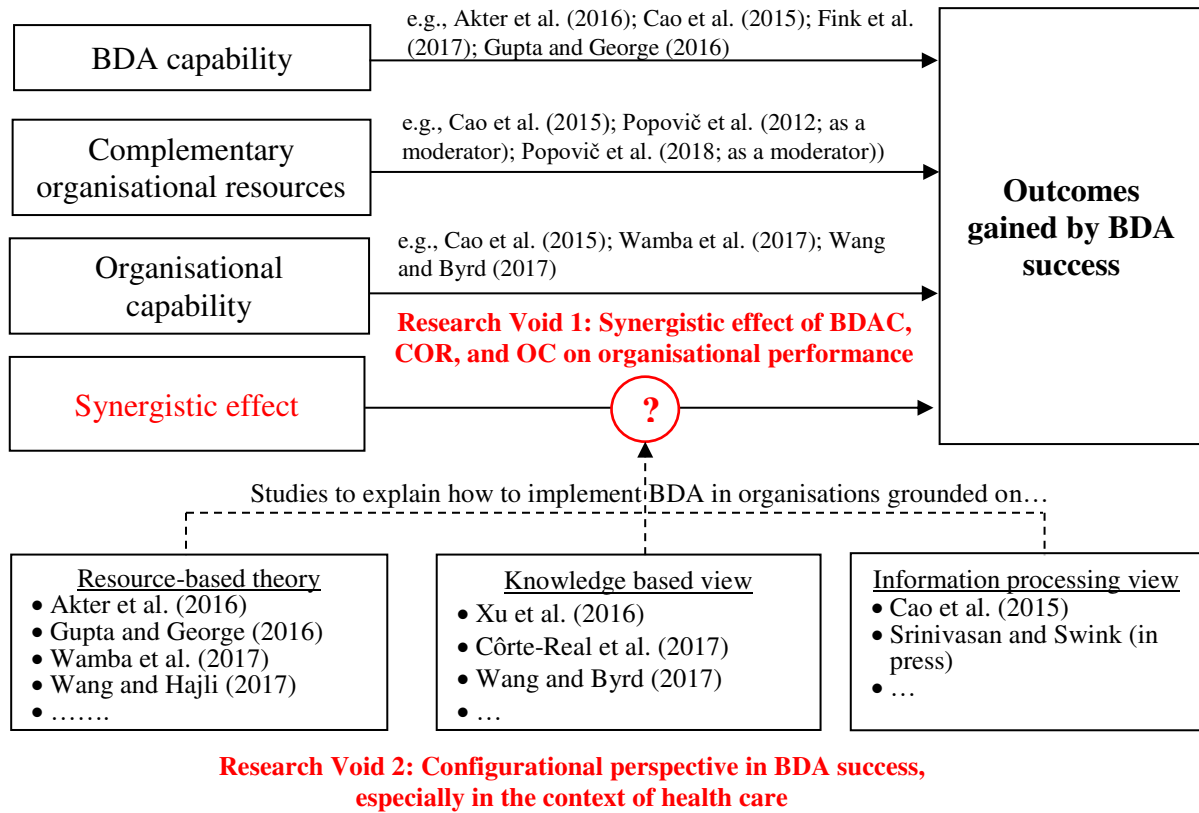 BDA capability
e.g., Akter et al. (2016); Cao et al. (2015); Fink et al.
(2017); Gupta and George (2016)
Complementary
organisational resources
e.g., Cao et al. (2015); Popovič et al. (2012; as a
moderator); Popovič et al. (2018; as a moderator))
Organisational
capability
e.g., Cao et al. (2015); Wamba et al. (2017); Wang
and Byrd (2017)
Outcomes
gained by BDA
success
Research Void 1: Synergistic effect of BDAC,
COR, and OC on organisational performance
Synergistic effect
?
Studies to explain how to implement BDA in organisations grounded on…
Resource-based theory
• Akter et al. (2016)
• Gupta and George (2016)
• Wamba et al. (2017)
• Wang and Hajli (2017)
• …….
Knowledge based view
• Xu et al. (2016)
• Côrte-Real et al. (2017)
• Wang and Byrd (2017)
• …
Information processing view
• Cao et al. (2015)
• Srinivasan and Swink (in
press)
• …
Research Void 2: Configurational perspective in BDA success,
especially in the context of health care